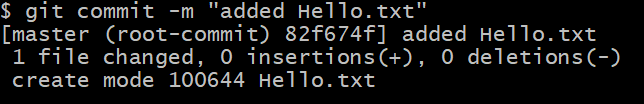 $ git commit -m "added Hello.txt"
[master (root-commit) 82f674f] added Hello.txt
 1 file changed, 0 insertions(+), 0 deletions(-)
 create mode 100644 Hello.txt